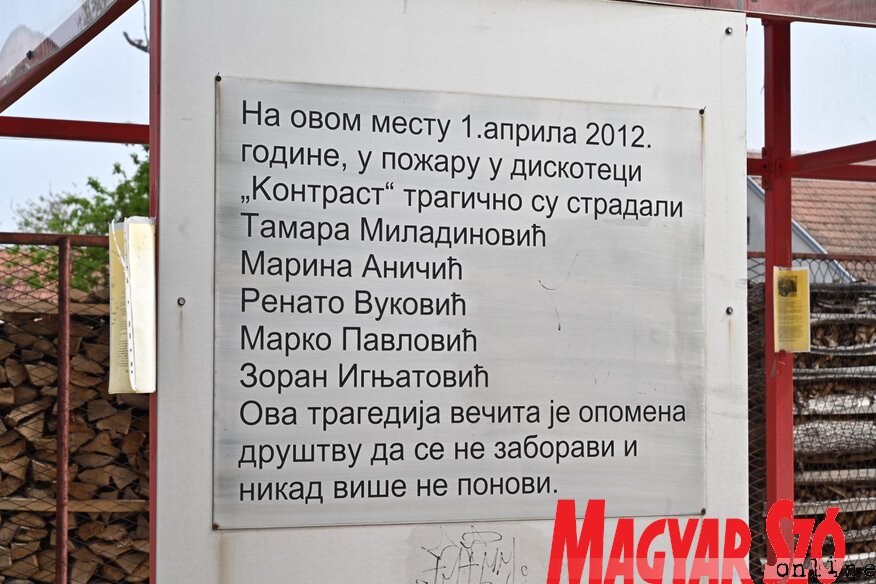 На овом месту 1.априла 2012.
године, у пожару у дискотеци
„Контраст“ трагично су страдали
Тамара Миладиновић
Марина Аничић
Ренато Вуковић
Марко Павловић
Зоран Игњатовић
Ова трагедија вечита је опомена
друштву да се не заборави и
никад више не понови.
MAGYAR SZÓ
online